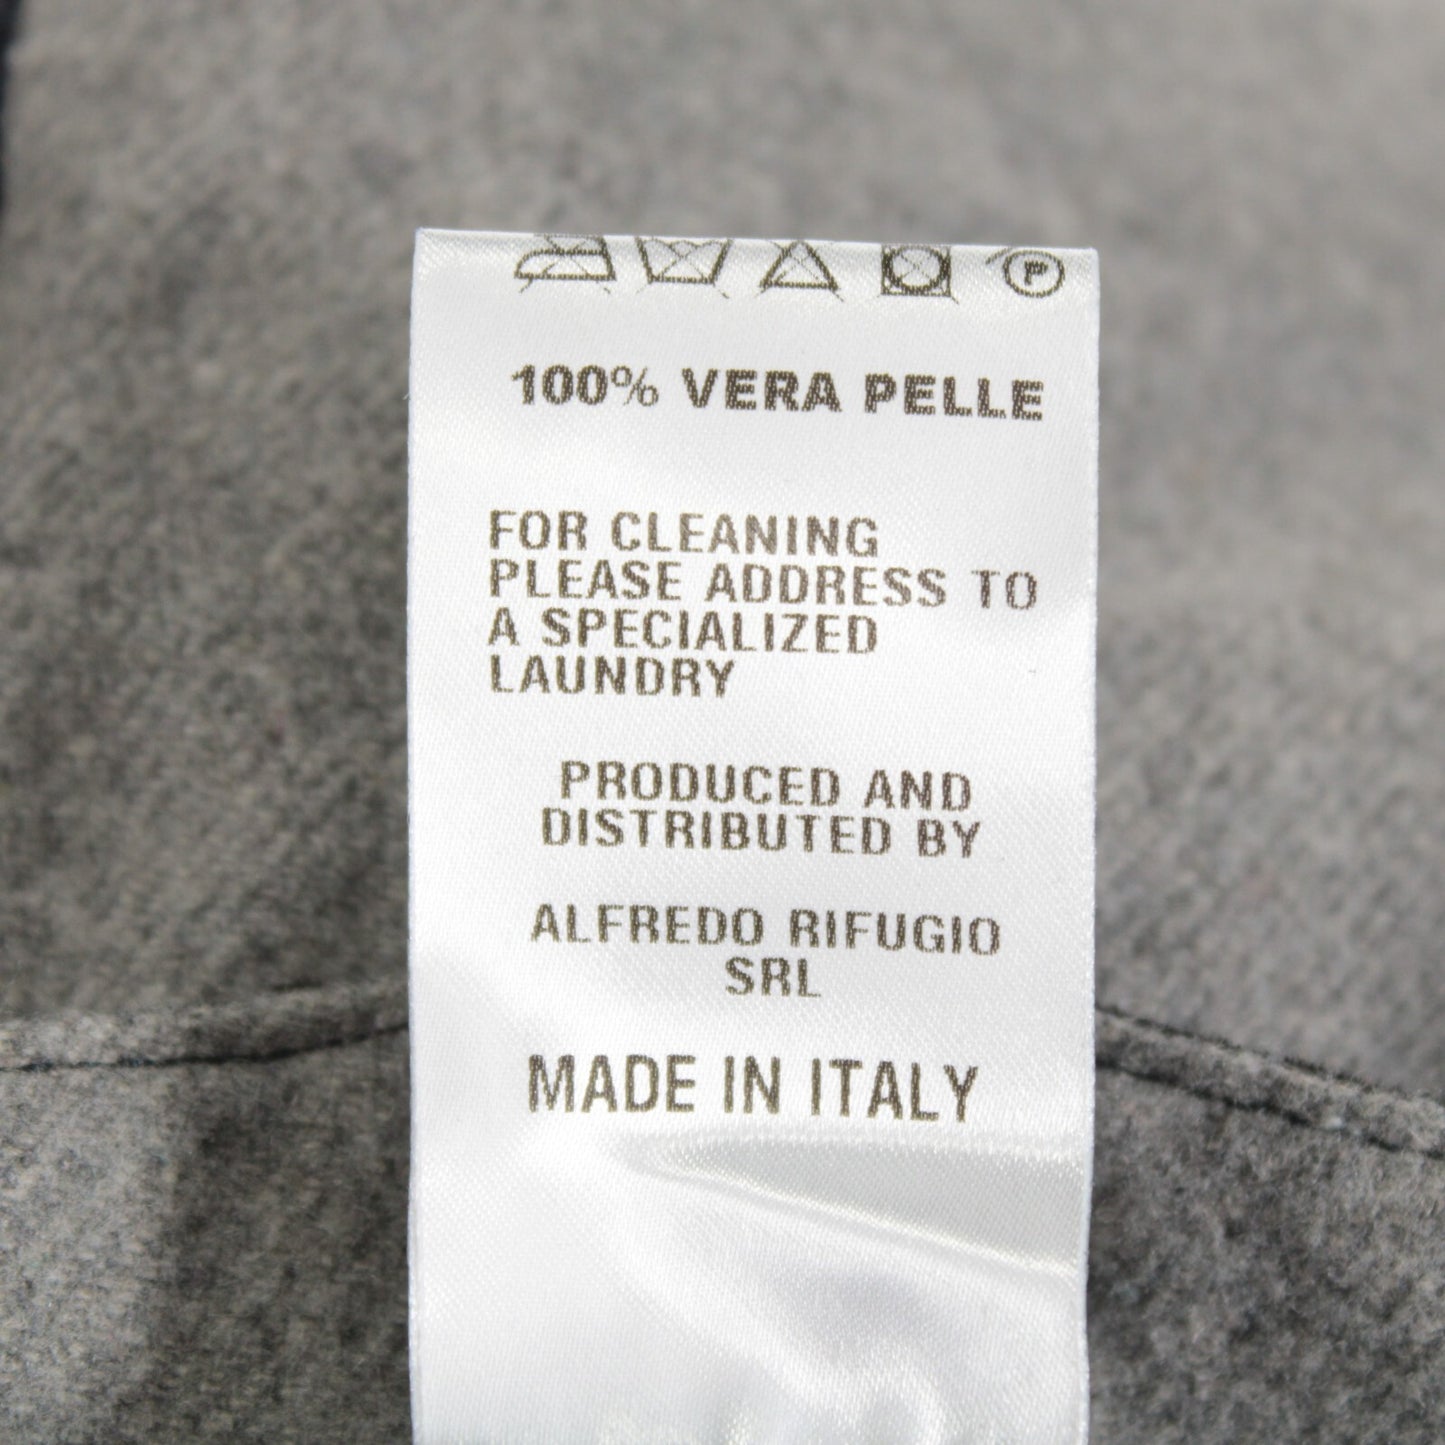 P
100% VERA PELLE
FOR CLEANING
PLEASE ADDRESS TO
A SPECIALIZED
LAUNDRY
PRODUCED AND
DISTRIBUTED BY
ALFREDO RIFUGIO
SRL
MADE IN ITALY